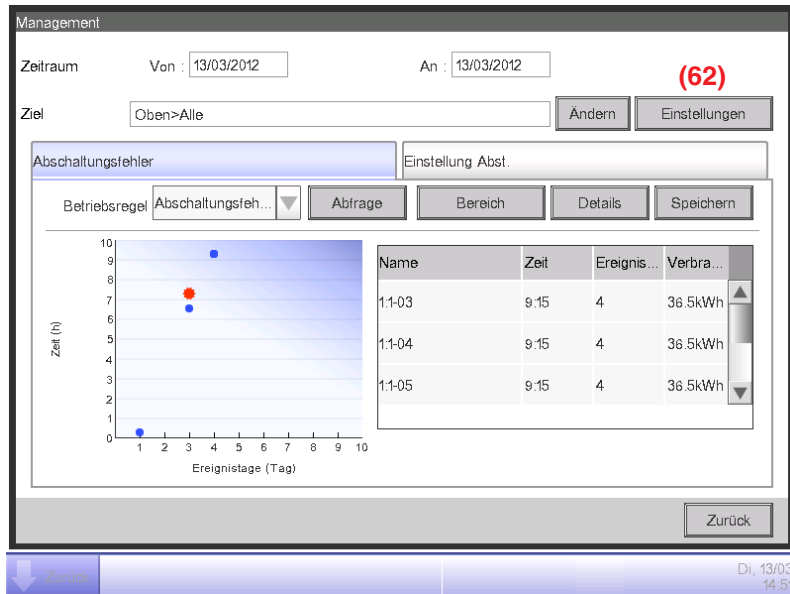 Management
Zeitraum Von : 13/03/2012 An : 13/03/2012
(62)
Ziel Oben>Alle Ändern Einstellungen
Abschaltungsfehler Einstellung Abst.
Betriebsregel Abschaltungsfeh... Abfrage Bereich Details Speichern
Name Zeit Ereignis... Verbra...
1:1-03 9:15 4 36.5kWh
1:1-04 9:15 4 36.5kWh
1:1-05 9:15 4 36.5kWh
Zeit (h)
10
9
8
7
6
5
4
3
2
1
0
1 2 3 4 5 6 7 8 9 10
Ereignistage (Tag)
Zurück
Di, 13/03
14:5